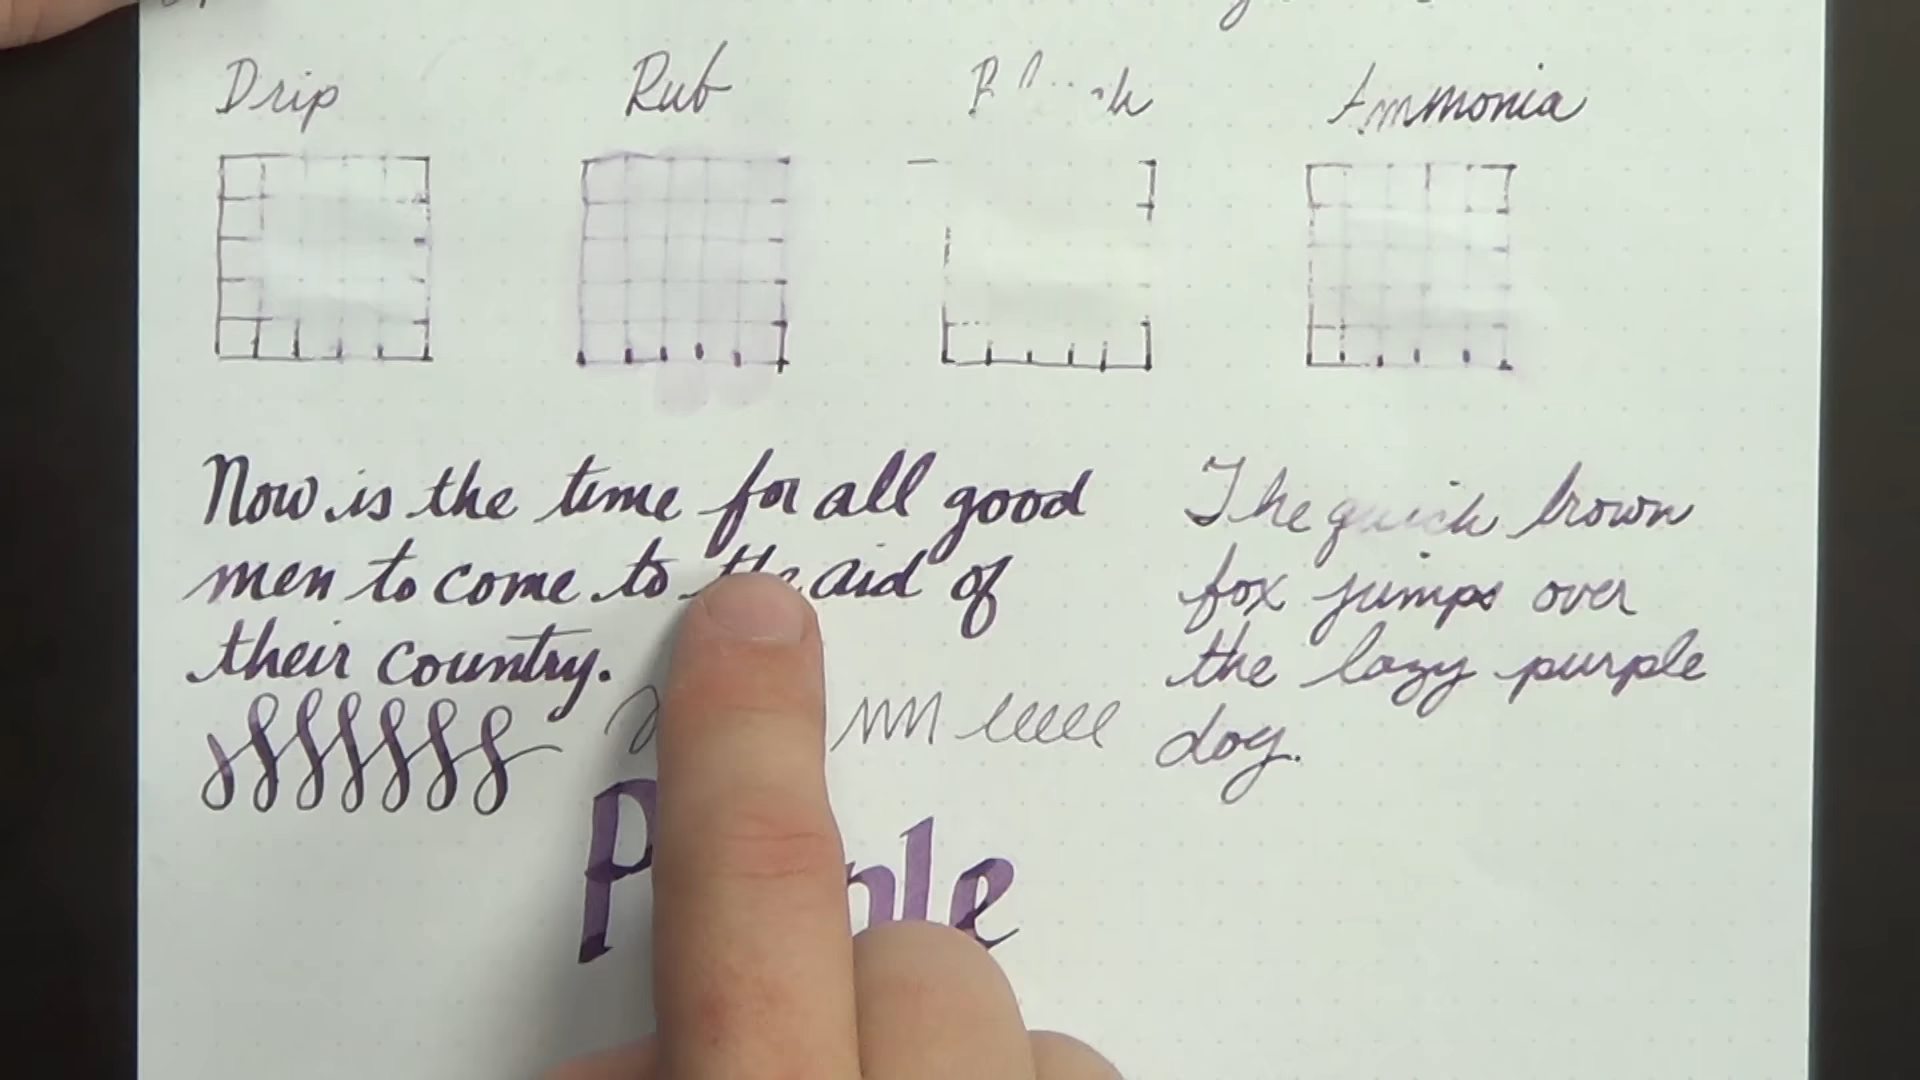 Drip
Rub
Ammonia
Now is the time for all good
men to come to the aid of
their country.
The quick brown
fox jumps over
the lazy purple
dog.